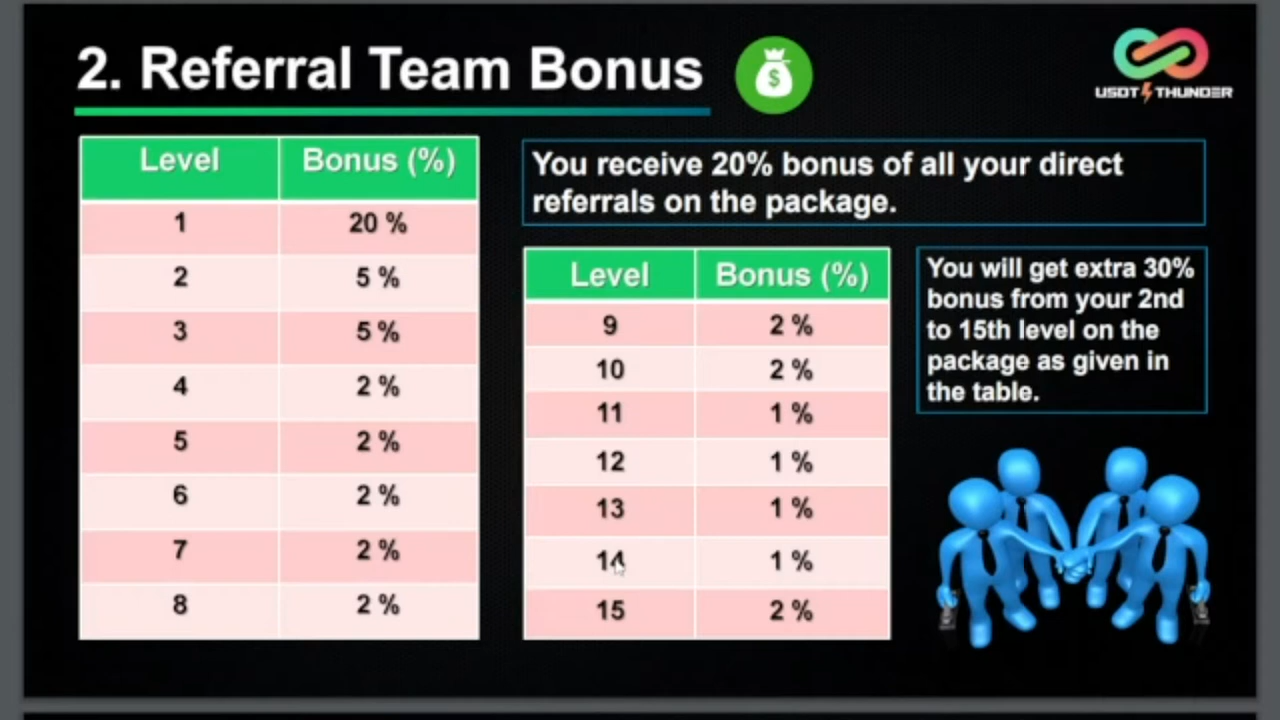 2. Referral Team Bonus
$
USDT THUNDER
Level Bonus (%)
1 20 %
2 5 %
3 5 %
4 2 %
5 2 %
6 2 %
7 2 %
8 2 %
You receive 20% bonus of all your direct
referrals on the package.
Level Bonus (%)
9 2 %
10 2 %
11 1 %
12 1 %
13 1 %
14 1 %
15 2 %
You will get extra 30%
bonus from your 2nd
to 15th level on the
package as given in
the table.